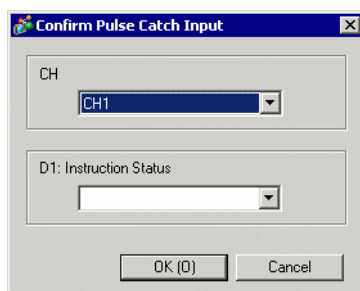 Confirm Pulse Catch Input
CH
CH1
D1: Instruction Status
OK (O)
Cancel